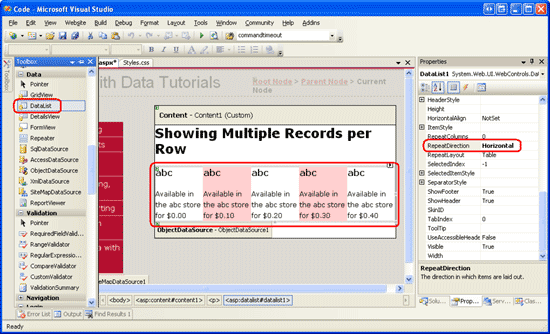 Code - Microsoft Visual Studio
File Edit View Website Build Debug Format Layout Tools Window Community Help Addins
commandtimeout
Toolbox
Data
Pointer
GridView
DataList
DetailsView
FormView
Repeater
SqlDataSource
AccessDataSource
ObjectDataSource
XmlDataSource
SiteMapDataSource
ReportViewer
Validation
Pointer
RequiredFieldValid...
RangeValidator
RegularExpression...
CompareValidator
CustomValidator
ValidationSummary
Navigation
Login
.aspx* Styles.css
ith Data Tutorials
Root Node > Parent Node > Current Node
Content - Content1 (Custom)
Showing Multiple Records per Row
abc abc abc abc abc
Available in the abc store for $0.00
Available in the abc store for $0.10
Available in the abc store for $0.20
Available in the abc store for $0.30
Available in the abc store for $0.40
ObjectDataSource - ObjectDataSource1
MapDataSource1
<body> <asp:content#content1> <p> <asp:datalist#datalist1>
Properties
DataList1 System.Web.UI.WebControls.Dat
HeaderStyle
Height
HorizontalAlign NotSet
ItemStyle
RepeatColumns 0
RepeatDirection Horizontal
RepeatLayout Table
SelectedIndex -1
SelectedItemStyle
SeparatorStyle
ShowFooter True
ShowHeader True
SkinID
TabIndex 0
ToolTip
UseAccessibleHeade False
Visible True
Width
RepeatDirection
The direction in which items are laid out.
Solu... Prop... Serv... Clas...
Error List Output Find Results 1
Ready